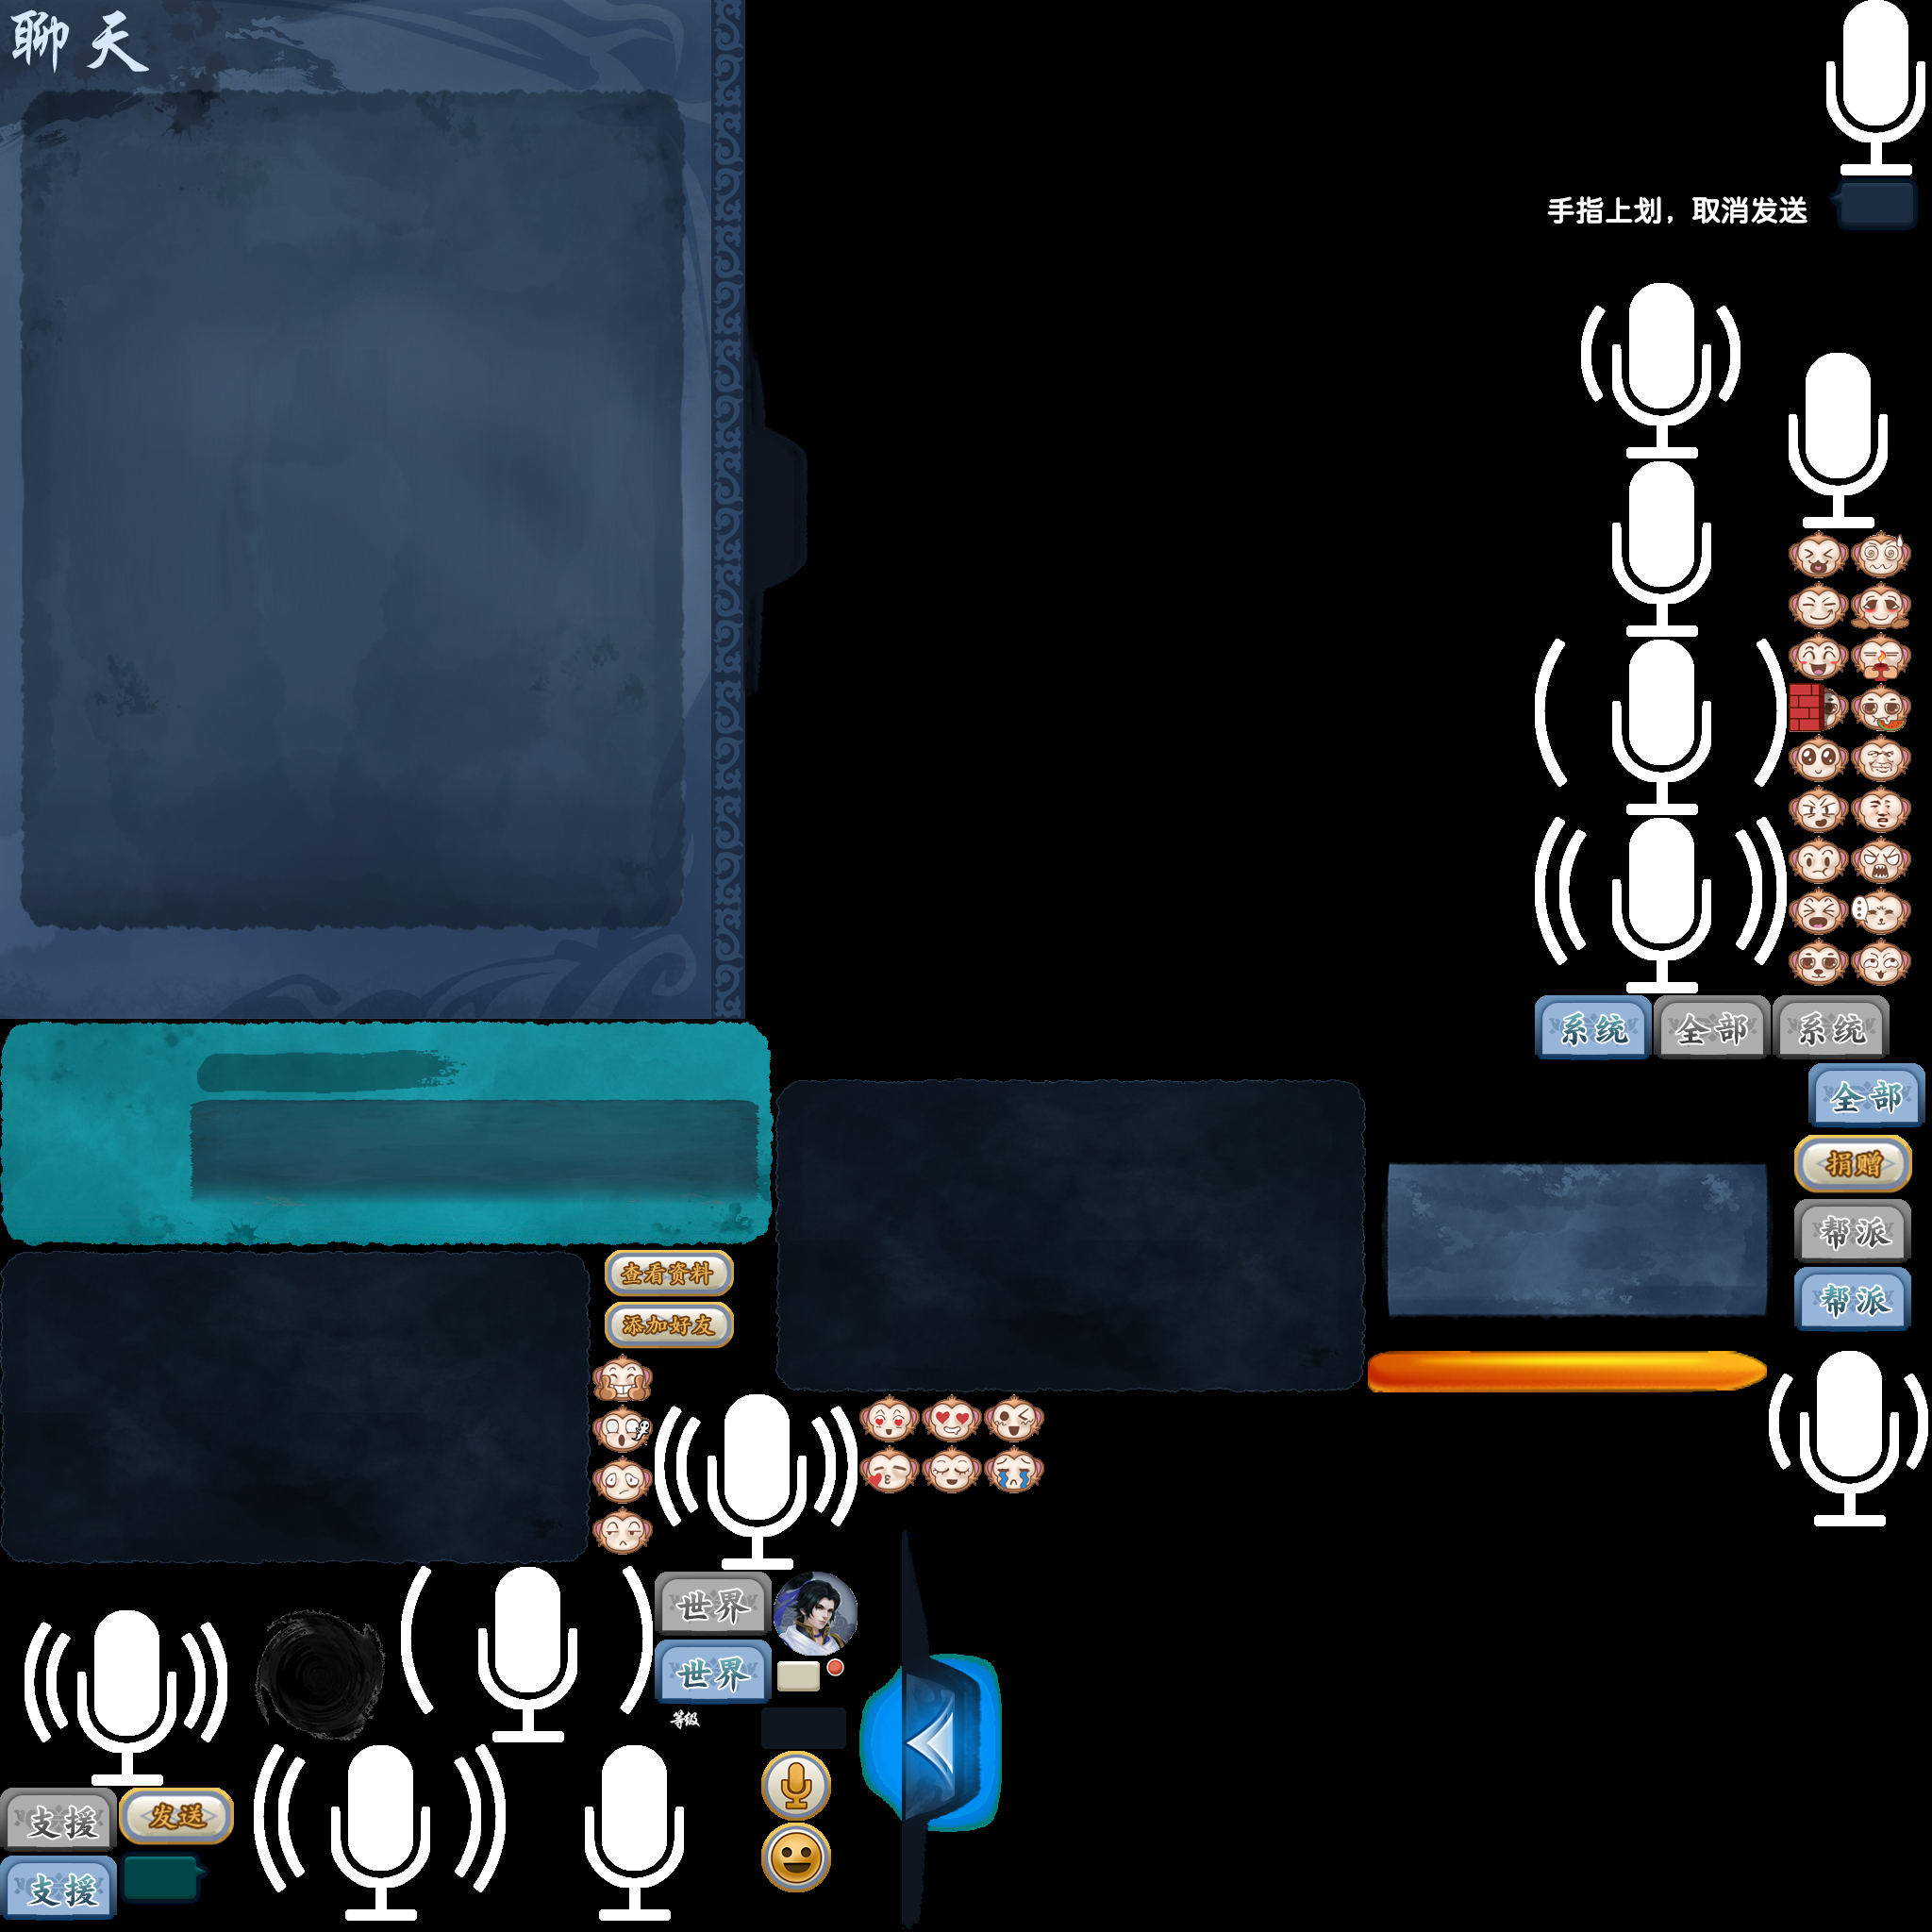 聊天
手指上划，取消发送
系统
全部
系统
全部
捐赠
帮派
帮派
查看资料
添加好友
世界
世界
等级
支援
发送
支援